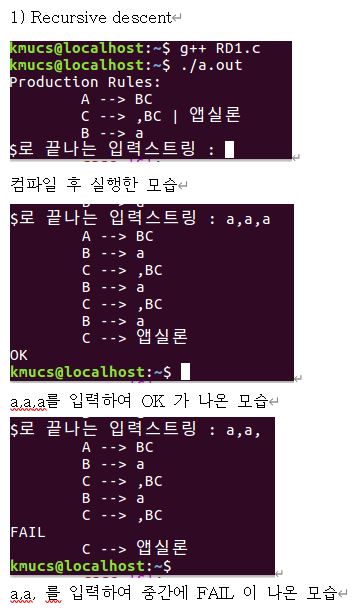 1) Recursive descent
kmucs@localhost:~$ g++ RD1.c
kmucs@localhost:~$ ./a.out
Production Rules:
A --> BC
C --> ,BC | 앱실론
B --> a
$로 끝나는 입력스트링 :
컴파일 후 실행한 모습
$로 끝나는 입력스트링 : a,a,a
A --> BC
B --> a
C --> ,BC
B --> a
C --> ,BC
B --> a
C --> 앱실론
OK
kmucs@localhost:~$
a,a,a를 입력하여 OK 가 나온 모습
$로 끝나는 입력스트링 : a,a,
A --> BC
B --> a
C --> ,BC
B --> a
C --> ,BC
FAIL
C --> 앱실론
kmucs@localhost:~$
a,a, 를 입력하여 중간에 FAIL 이 나온 모습